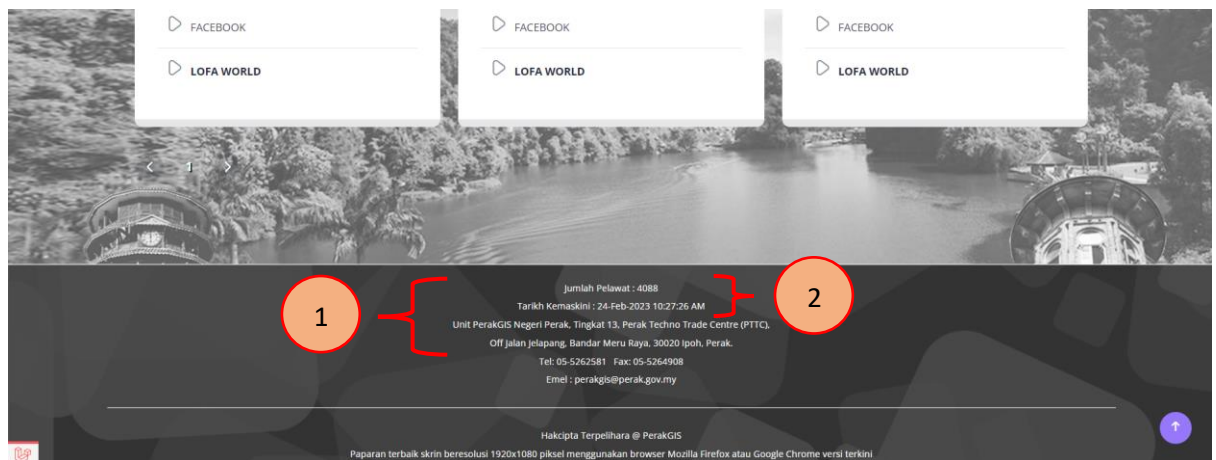 FACEBOOK FACEBOOK FACEBOOK
LOFA WORLD LOFA WORLD LOFA WORLD
< 1 >
Jumlah Pelawat : 4088
Tarikh Kemaskini : 24-Feb-2023 10:27:26 AM
1 2
Unit PerakGIS Negeri Perak, Tingkat 13, Perak Techno Trade Centre (PTTC),
Off Jalan Jelapang, Bandar Meru Raya, 30020 Ipoh, Perak.
Tel: 05-5262581 Fax: 05-5264908
Emel : perakgis@perak.gov.my
Hakcipta Terpelihara @ PerakGIS
Paparan terbaik skrin beresolusi 1920x1080 piksel menggunakan browser Mozilla Firefox atau Google Chrome versi terkini